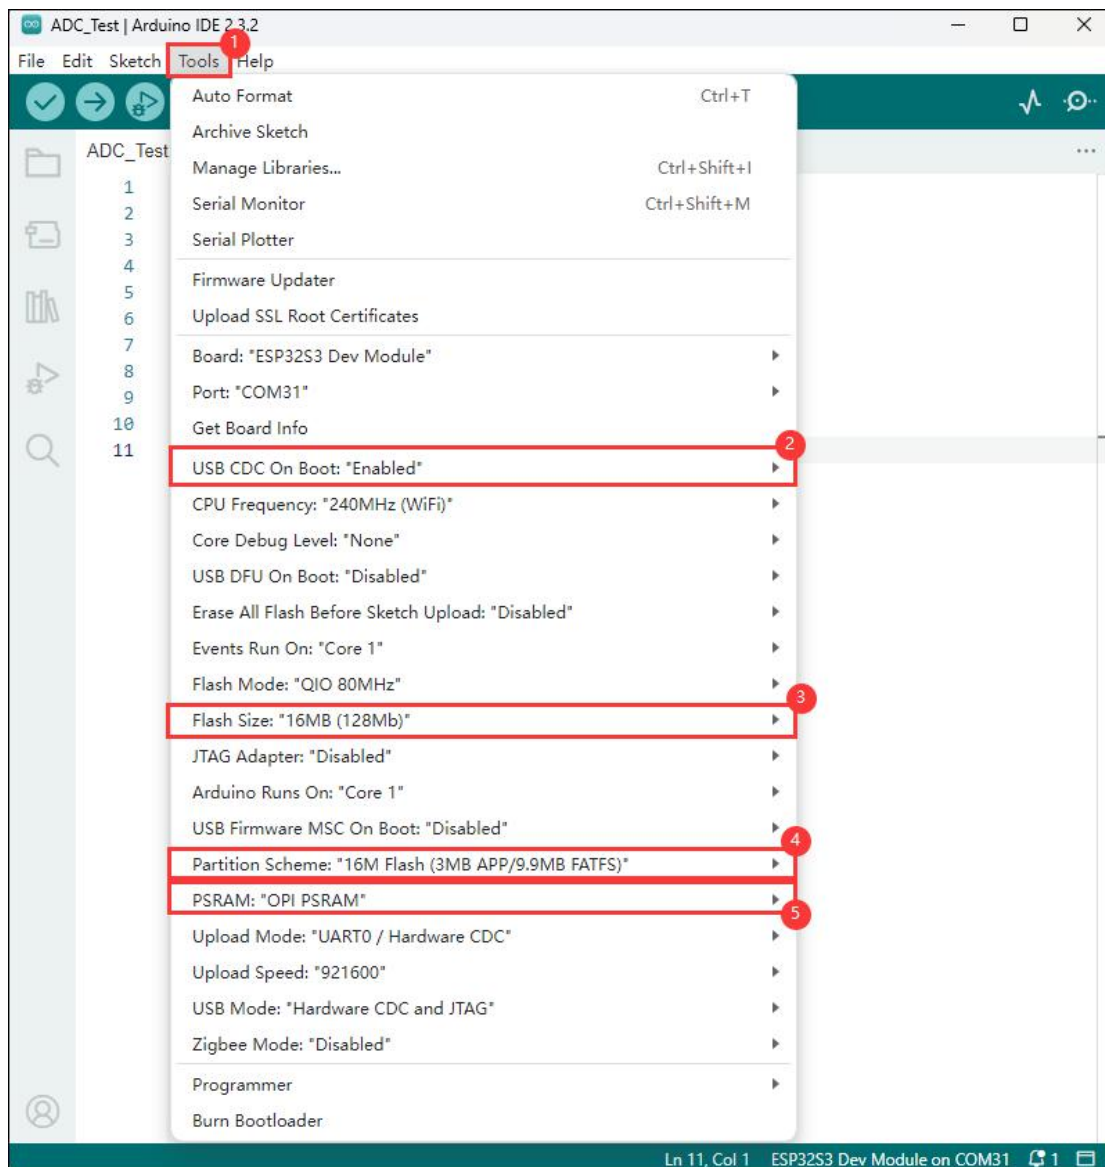 ADC_Test | Arduino IDE 2.3.2
1
File Edit Sketch Tools Help
Auto Format Ctrl+T
Archive Sketch
ADC_Test
Manage Libraries... Ctrl+Shift+I
1
Serial Monitor Ctrl+Shift+M
2
Serial Plotter
3
4
Firmware Updater
5
Upload SSL Root Certificates
6
7
Board: "ESP32S3 Dev Module"
8
Port: "COM31"
9
Get Board Info
10
2
11
USB CDC On Boot: "Enabled"
CPU Frequency: "240MHz (WiFi)"
Core Debug Level: "None"
USB DFU On Boot: "Disabled"
Erase All Flash Before Sketch Upload: "Disabled"
Events Run On: "Core 1"
Flash Mode: "QIO 80MHz"
3
Flash Size: "16MB (128Mb)"
JTAG Adapter: "Disabled"
Arduino Runs On: "Core 1"
USB Firmware MSC On Boot: "Disabled"
4
Partition Scheme: "16M Flash (3MB APP/9.9MB FATFS)"
PSRAM: "OPI PSRAM"
5
Upload Mode: "UART0 / Hardware CDC"
Upload Speed: "921600"
USB Mode: "Hardware CDC and JTAG"
Zigbee Mode: "Disabled"
Programmer
Burn Bootloader
Ln 11, Col 1 ESP32S3 Dev Module on COM31 1